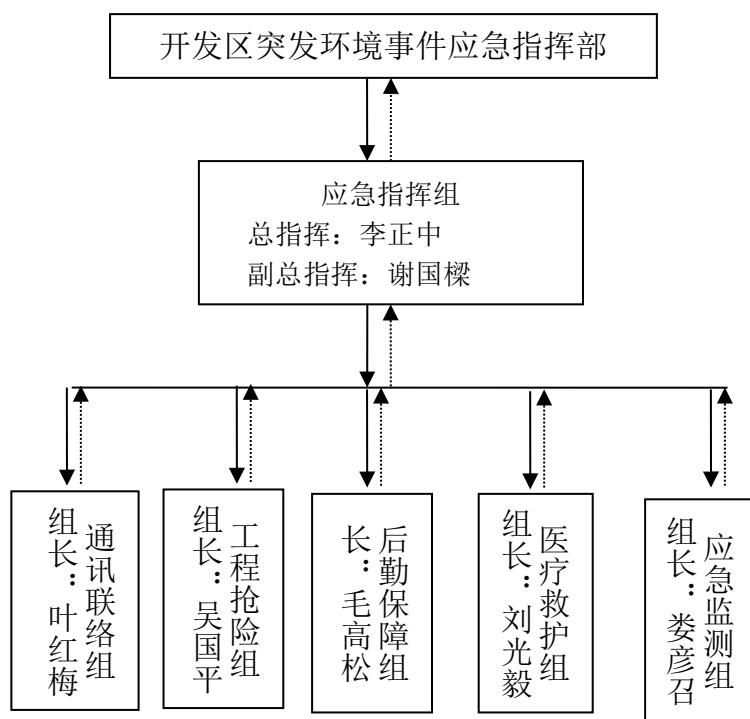 开发区突发环境事件应急指挥部
应急指挥组
总指挥：李正中
副总指挥：谢国樑
通讯联络组
组长：叶红梅
工程抢险组
组长：吴国平
后勤保障组
长：毛高松
医疗救护组
组长：刘光毅
应急监测组
组长：娄彦召